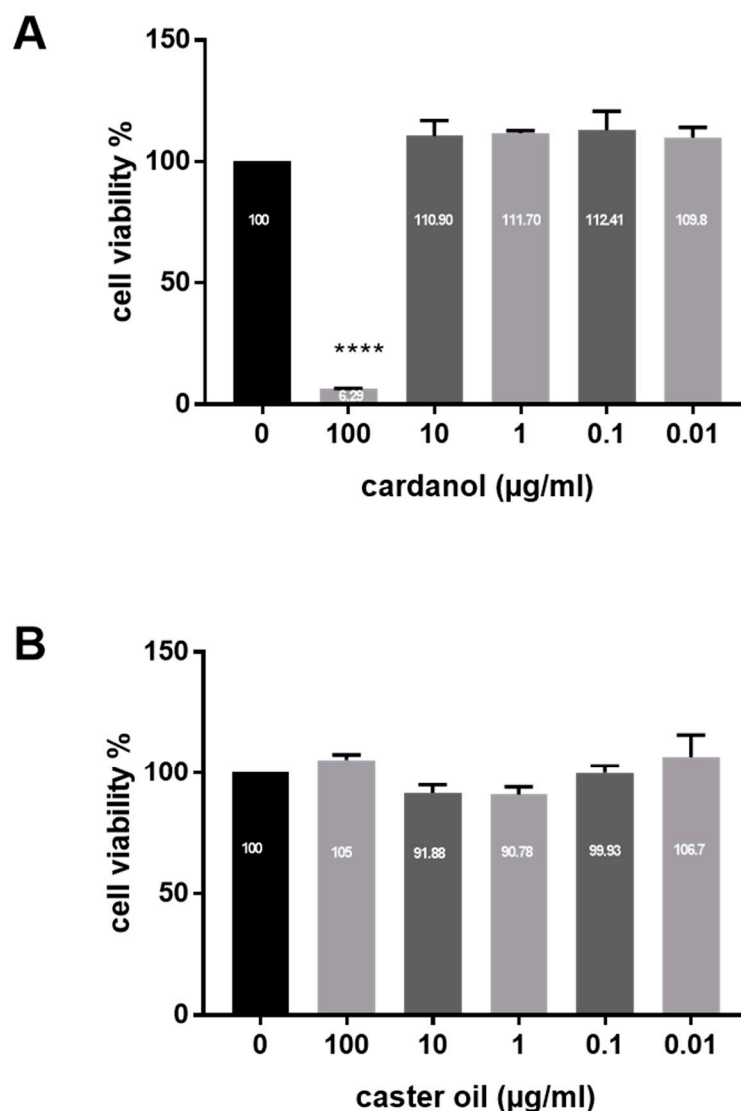 A
cell viability %
150
100
50
0
100
6.29
110.90
111.70
112.41
109.8
****
0 100 10 1 0.1 0.01
cardanol (µg/ml)
B
cell viability %
150
100
50
0
100
105
91.88
90.78
99.93
106.7
0 100 10 1 0.1 0.01
caster oil (µg/ml)